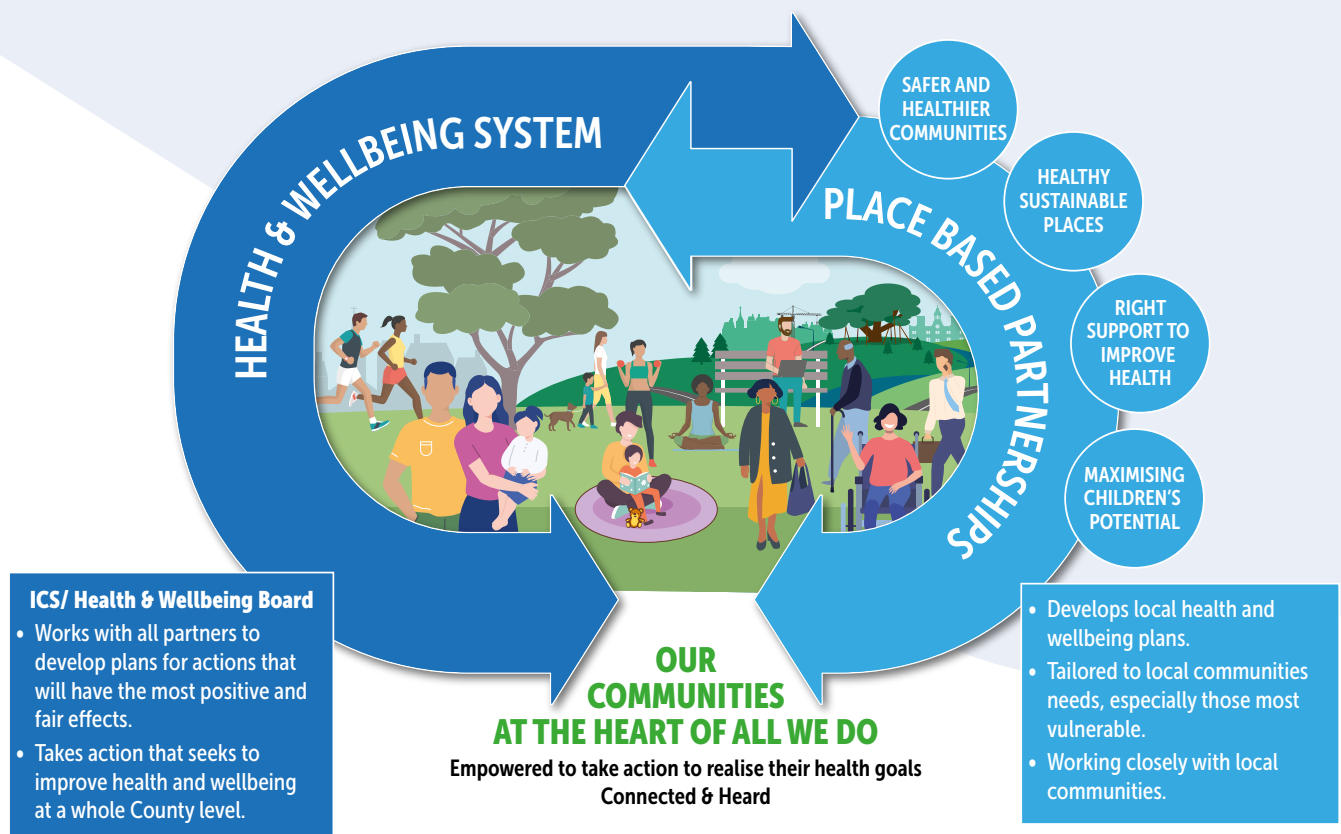 HEALTH & WELLBEING SYSTEM
PLACE BASED PARTNERSHIPS
SAFER AND
HEALTHIER
COMMUNITIES
HEALTHY
SUSTAINABLE
PLACES
RIGHT
SUPPORT TO
IMPROVE
HEALTH
MAXIMISING
CHILDREN'S
POTENTIAL
ICS/ Health & Wellbeing Board
• Works with all partners to
develop plans for actions that
will have the most positive and
fair effects.
• Takes action that seeks to
improve health and wellbeing
at a whole County level.
OUR
COMMUNITIES
AT THE HEART OF ALL WE DO
Empowered to take action to realise their health goals
Connected & Heard
• Develops local health and
wellbeing plans.
• Tailored to local communities
needs, especially those most
vulnerable.
• Working closely with local
communities.